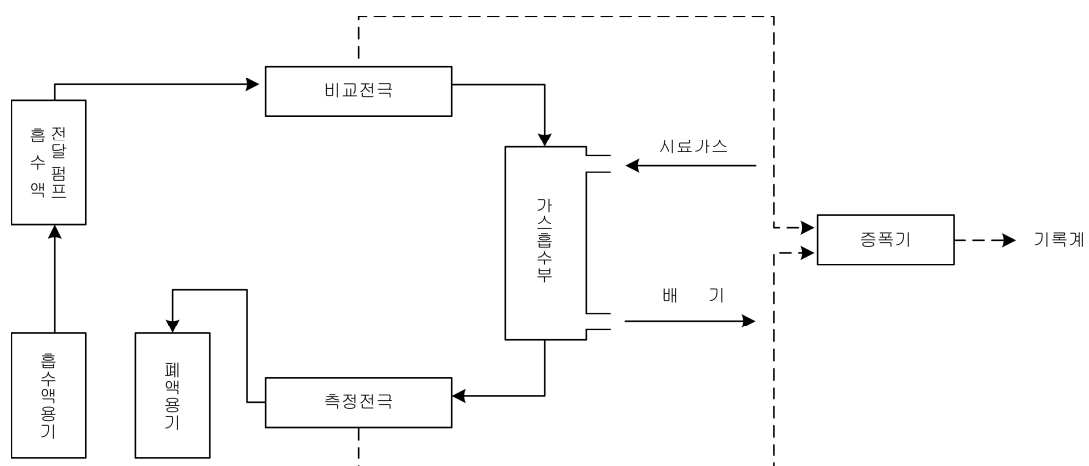 비교전극
흡수액
전달펌프
시료가스
가스흡수부
증폭기
기록계
배 기
흡수액용기
폐액용기
측정전극